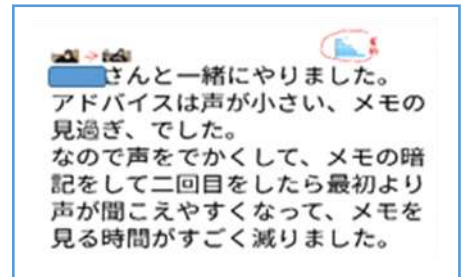 さんと一緒にやりました。
アドバイスは声が小さい、メモの
見過ぎ、でした。
なので声をでかくして、メモの暗
記をして二回目をしたら最初より
声が聞こえやすくなって、メモを
見る時間がすごく減りました。